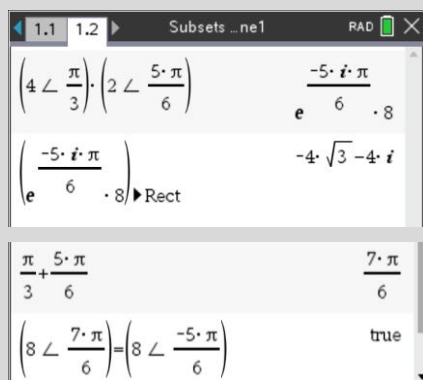 1.1 1.2 Subsets ...ne1 RAD
(4 ∠ π/3)·(2 ∠ 5·π/6) e^(-5·i·π/6)·8
(e^(-5·i·π/6)·8)▶Rect -4·√3-4·i
π/3+5·π/6 7·π/6
(8 ∠ 7·π/6)=(8 ∠ -5·π/6) true